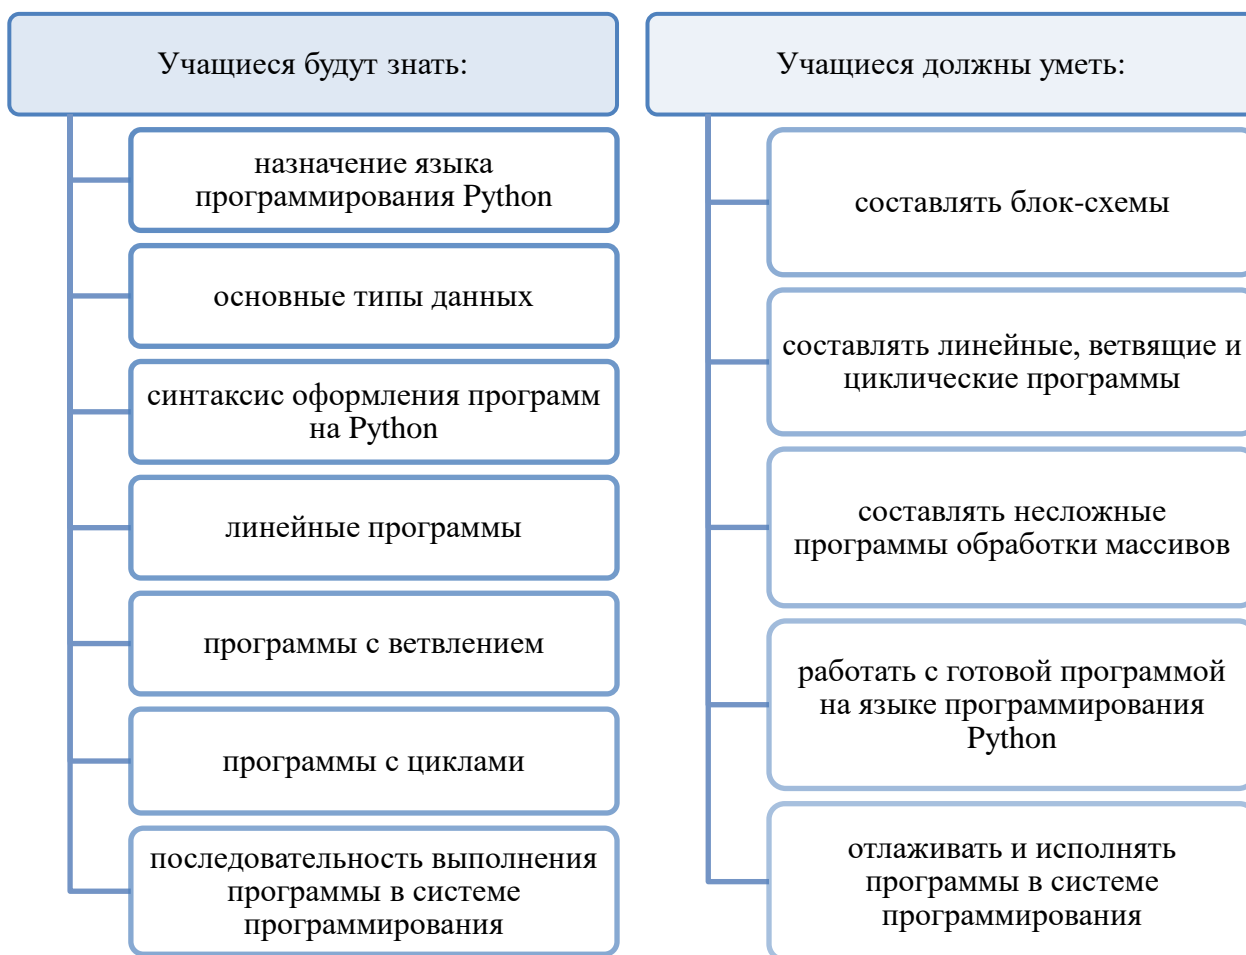 Учащиеся будут знать:
назначение языка
программирования Python
основные типы данных
синтаксис оформления программ
на Python
линейные программы
программы с ветвлением
программы с циклами
последовательность выполнения
программы в системе
программирования
Учащиеся должны уметь:
составлять блок-схемы
составлять линейные, ветвящие и
циклические программы
составлять несложные
программы обработки массивов
работать с готовой программой
на языке программирования
Python
отлаживать и исполнять
программы в системе
программирования